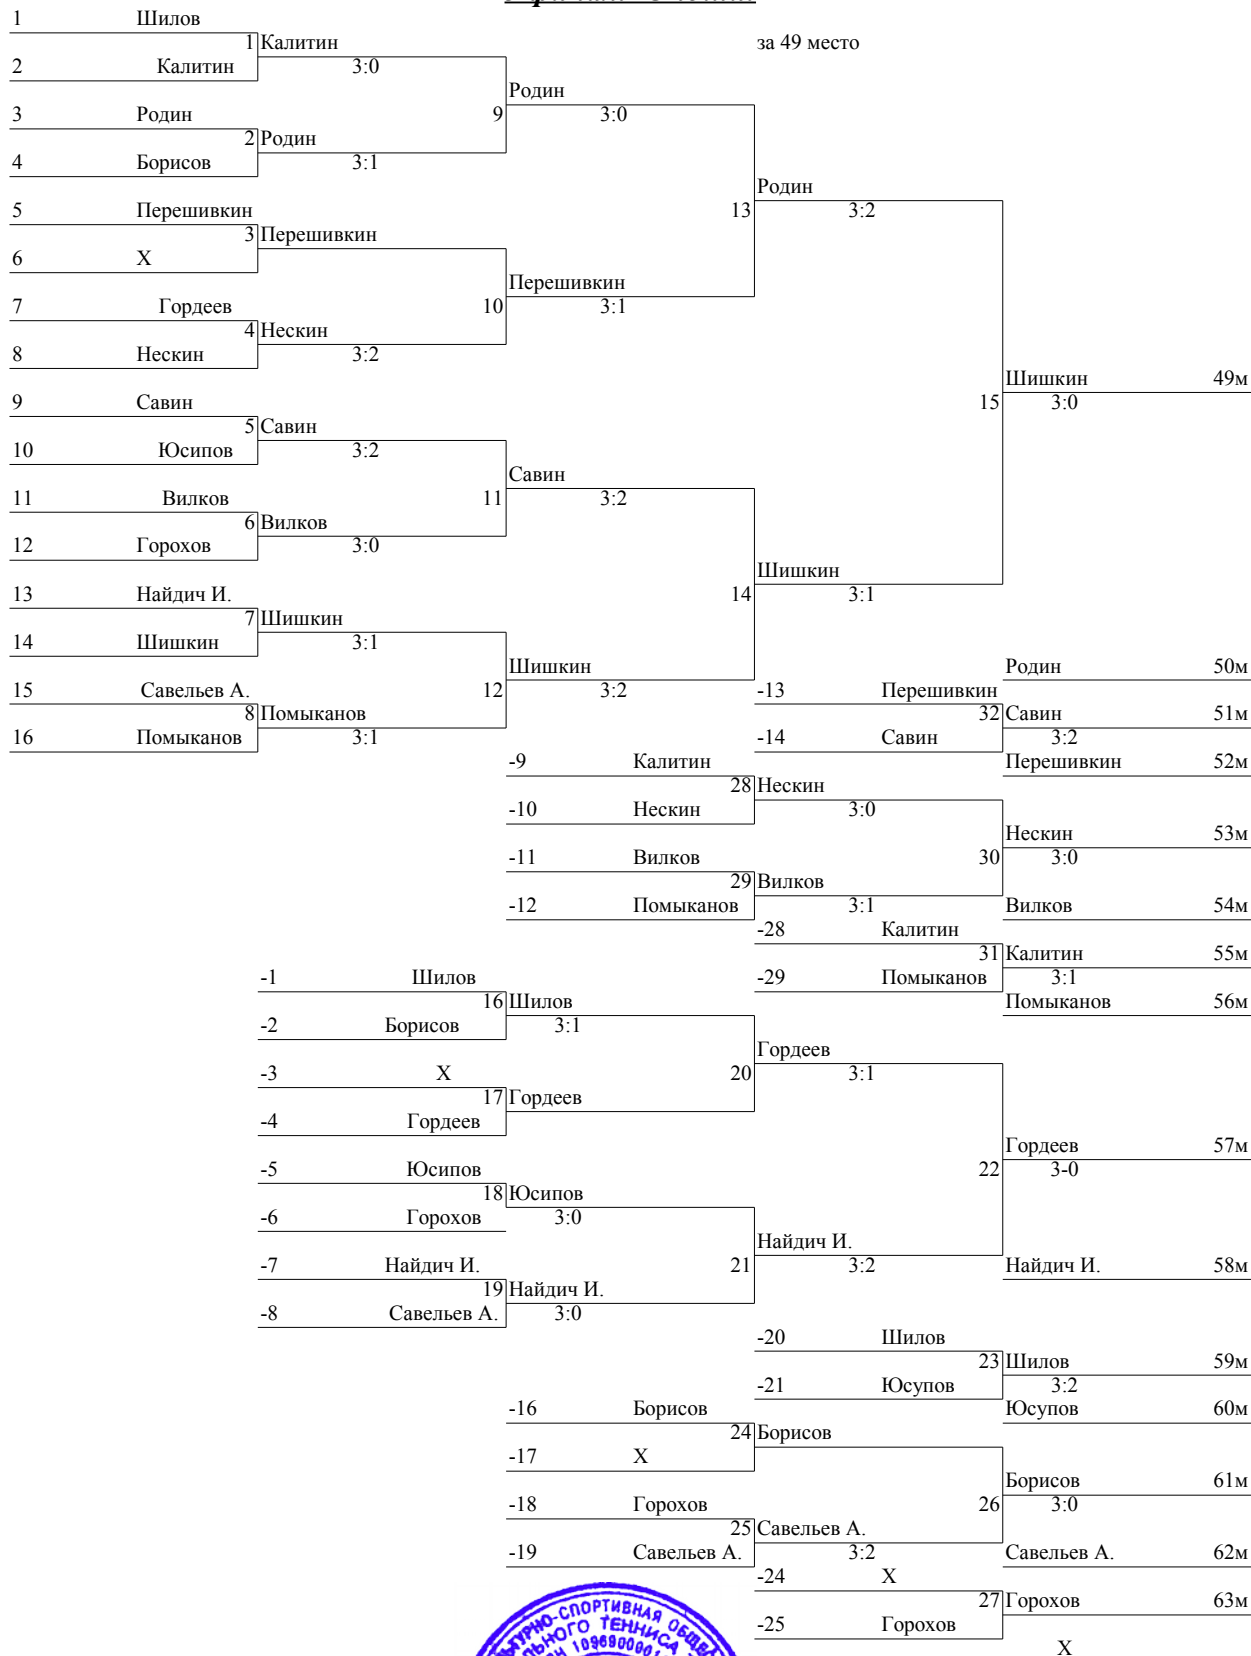 1 Шилов
1 Калитин за 49 место
2 Калитин 3:0
Родин
3 Родин 9 3:0
2 Родин
4 Борисов 3:1
Родин
5 Перешивкин 13 3:2
3 Перешивкин
6 X
Перешивкин
7 Гордеев 10 3:1
4 Нескин
8 Нескин 3:2
Шишкин 49м
9 Савин 15 3:0
5 Савин
10 Юсипов 3:2
Савин
11 Вилков 11 3:2
6 Вилков
12 Горохов 3:0
Шишкин
13 Найдич И. 14 3:1
7 Шишкин
14 Шишкин 3:1
Шишкин Родин 50м
15 Савельев А. 12 3:2 -13 Перешивкин
8 Помыканов 32 Савин 51м
16 Помыканов 3:1 -14 Савин 3:2
-9 Калитин Перешивкин 52м
28 Нескин
-10 Нескин 3:0
Нескин 53м
-11 Вилков 30 3:0
29 Вилков
-12 Помыканов 3:1 Вилков 54м
-28 Калитин
31 Калитин 55м
-1 Шилов -29 Помыканов 3:1
16 Шилов Помыканов 56м
-2 Борисов 3:1
Гордеев
-3 X 20 3:1
17 Гордеев
-4 Гордеев
Гордеев 57м
-5 Юсипов 22 3-0
18 Юсипов
-6 Горохов 3:0
Найдич И.
-7 Найдич И. 21 3:2 Найдич И. 58м
19 Найдич И.
-8 Савельев А. 3:0
-20 Шилов
23 Шилов 59м
-21 Юсупов 3:2
-16 Борисов Юсупов 60м
24 Борисов
-17 X
Борисов 61м
-18 Горохов 26 3:0
25 Савельев А.
-19 Савельев А. 3:2 Савельев А. 62м
-24 X
27 Горохов 63м
-25 Горохов
X